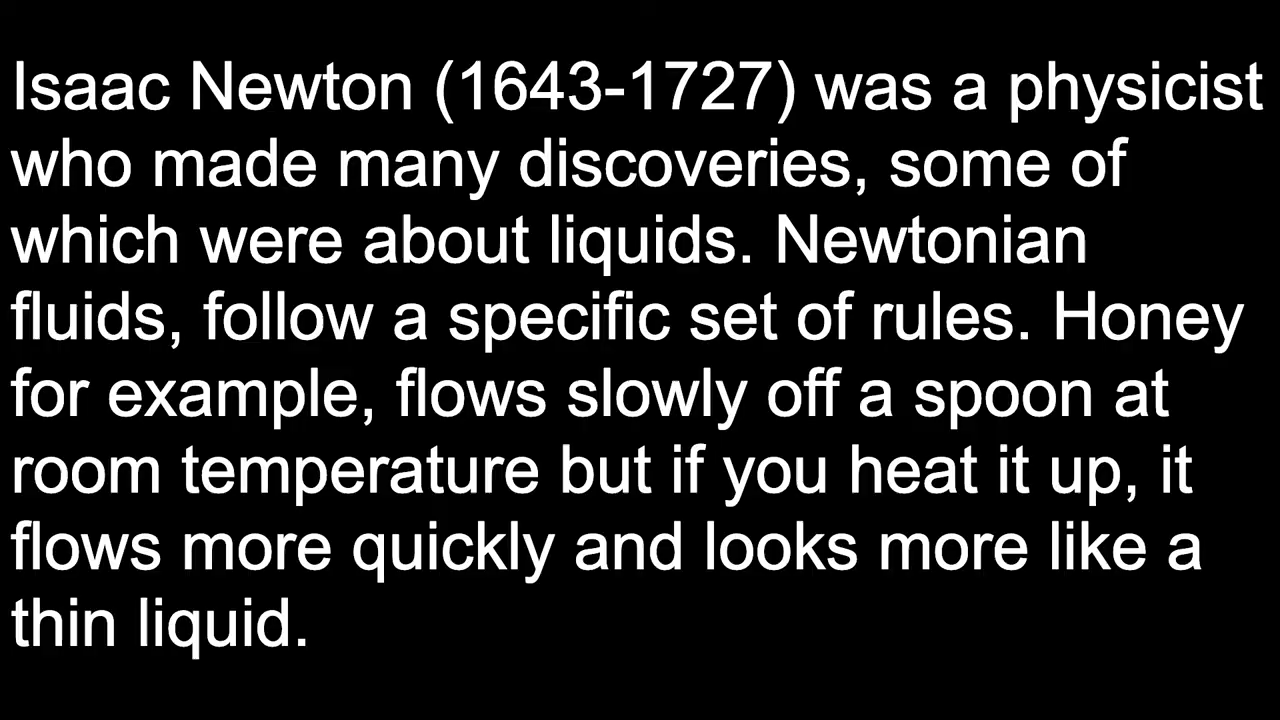 Isaac Newton (1643-1727) was a physicist
who made many discoveries, some of
which were about liquids. Newtonian
fluids, follow a specific set of rules. Honey
for example, flows slowly off a spoon at
room temperature but if you heat it up, it
flows more quickly and looks more like a
thin liquid.